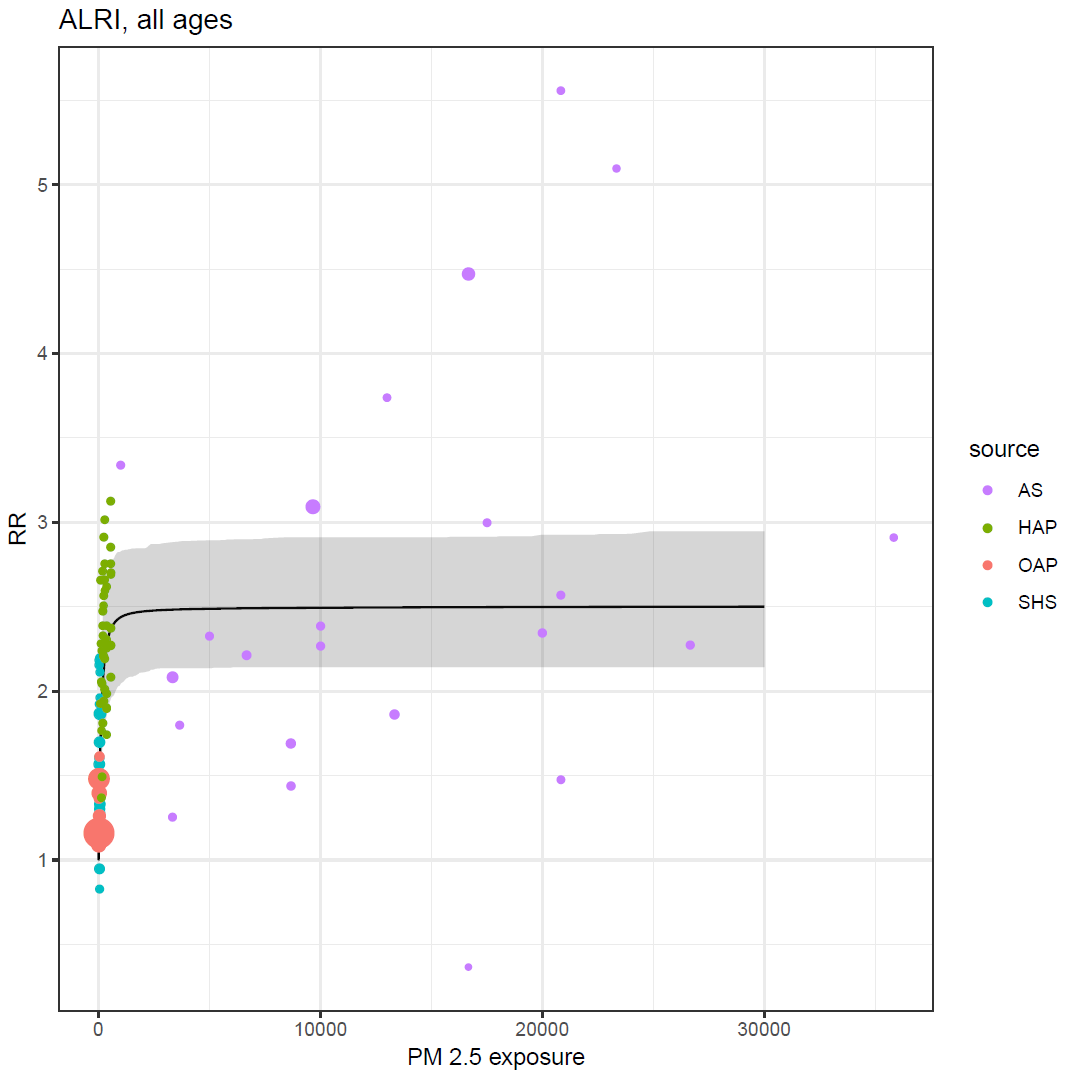 ALRI, all ages
RR
5
4
3
2
1
0 10000 20000 30000
PM 2.5 exposure
source
AS
HAP
OAP
SHS